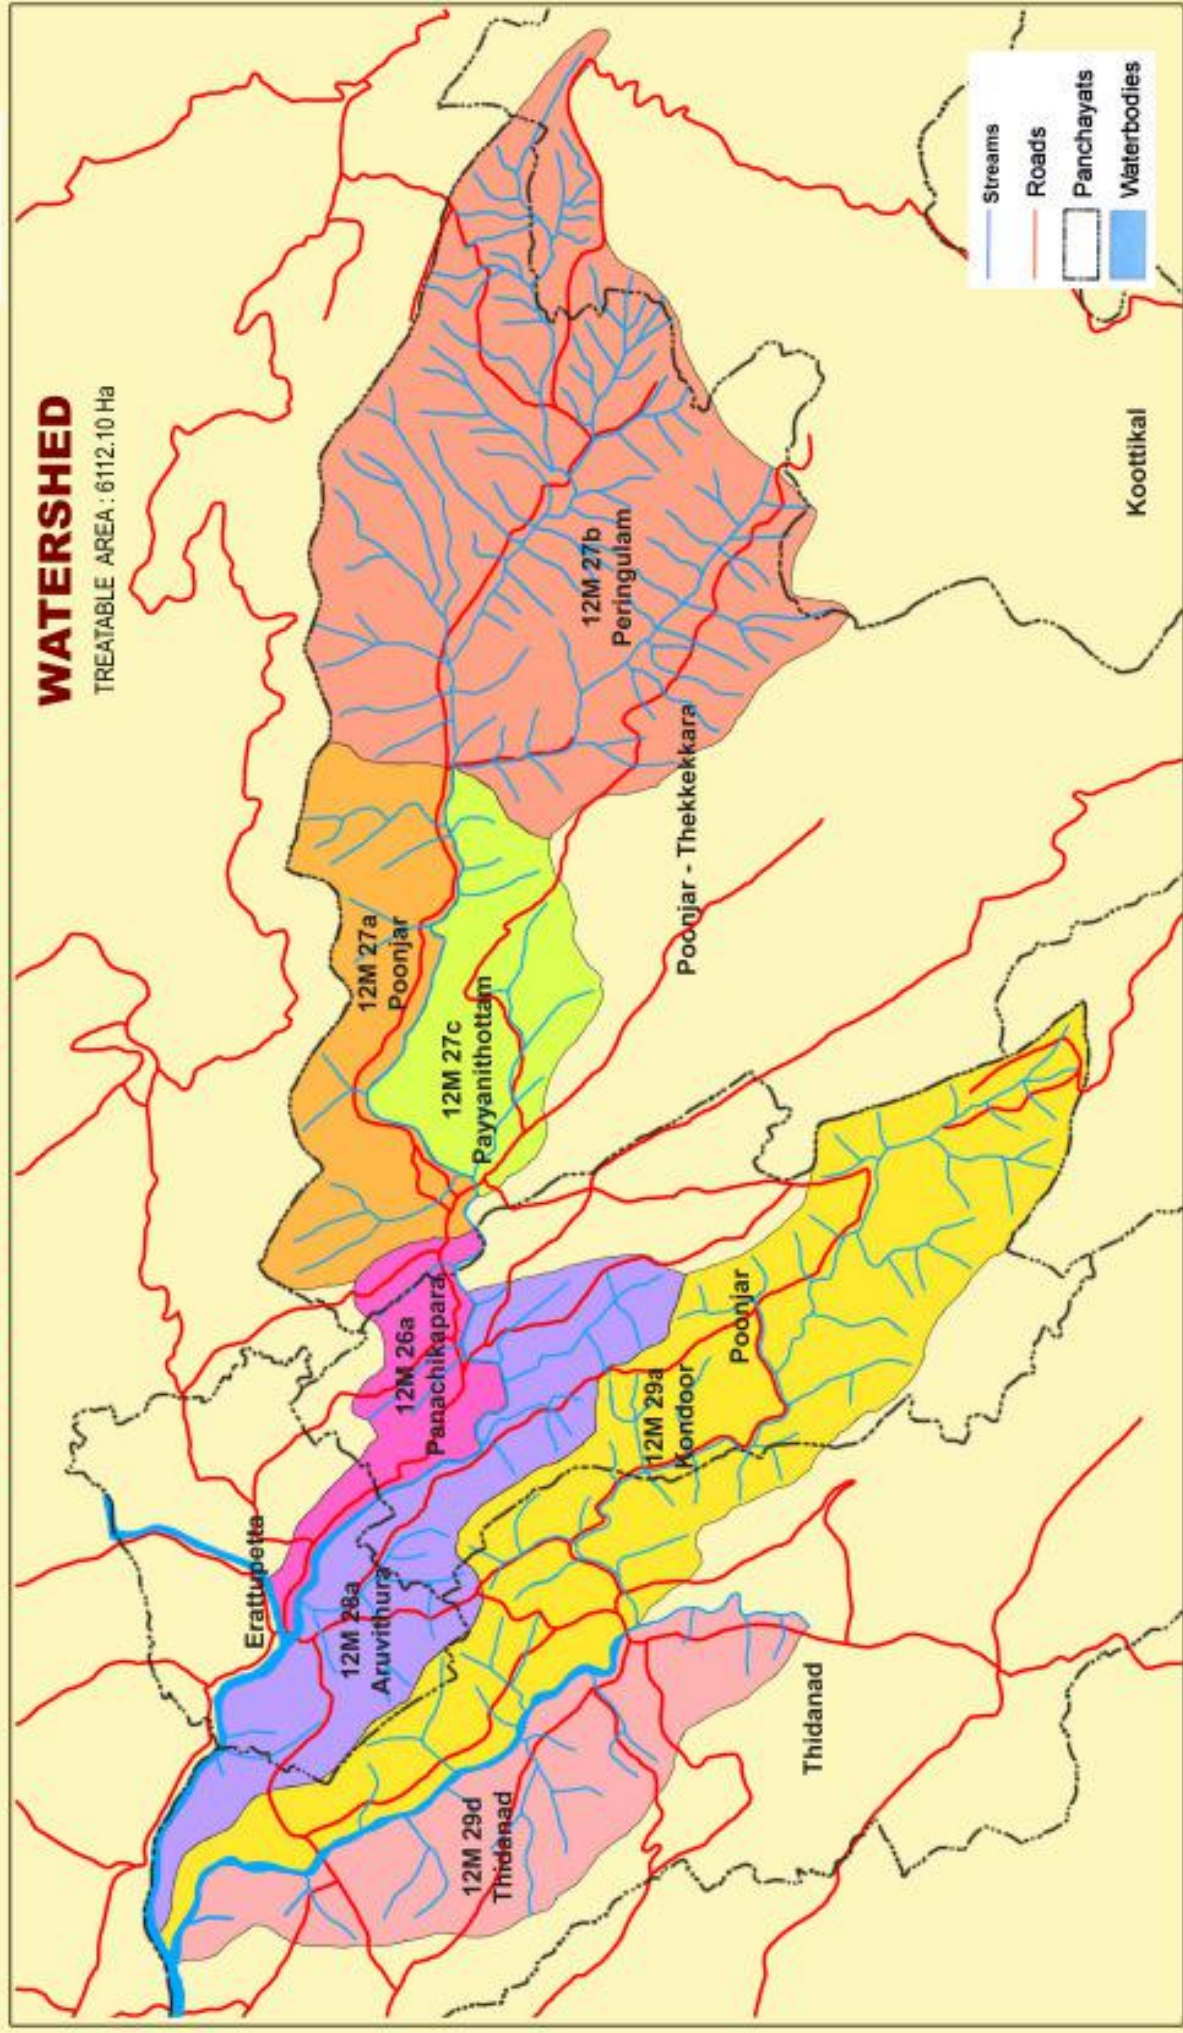 WATERSHED
TREATABLE AREA : 6112.10 Ha
Erattupetta
12M 28a
Aruvithura
12M 26a
Panachikapara
12M 27a
Poonjar
12M 27c
Payyanithottam
12M 27b
Peringulam
12M 29d
Thidanad
12M 29a
Kondoor
Poonjar
Poonjar - Thekkekkara
Thidanad
Koottikal
Streams
Roads
Panchayats
Waterbodies